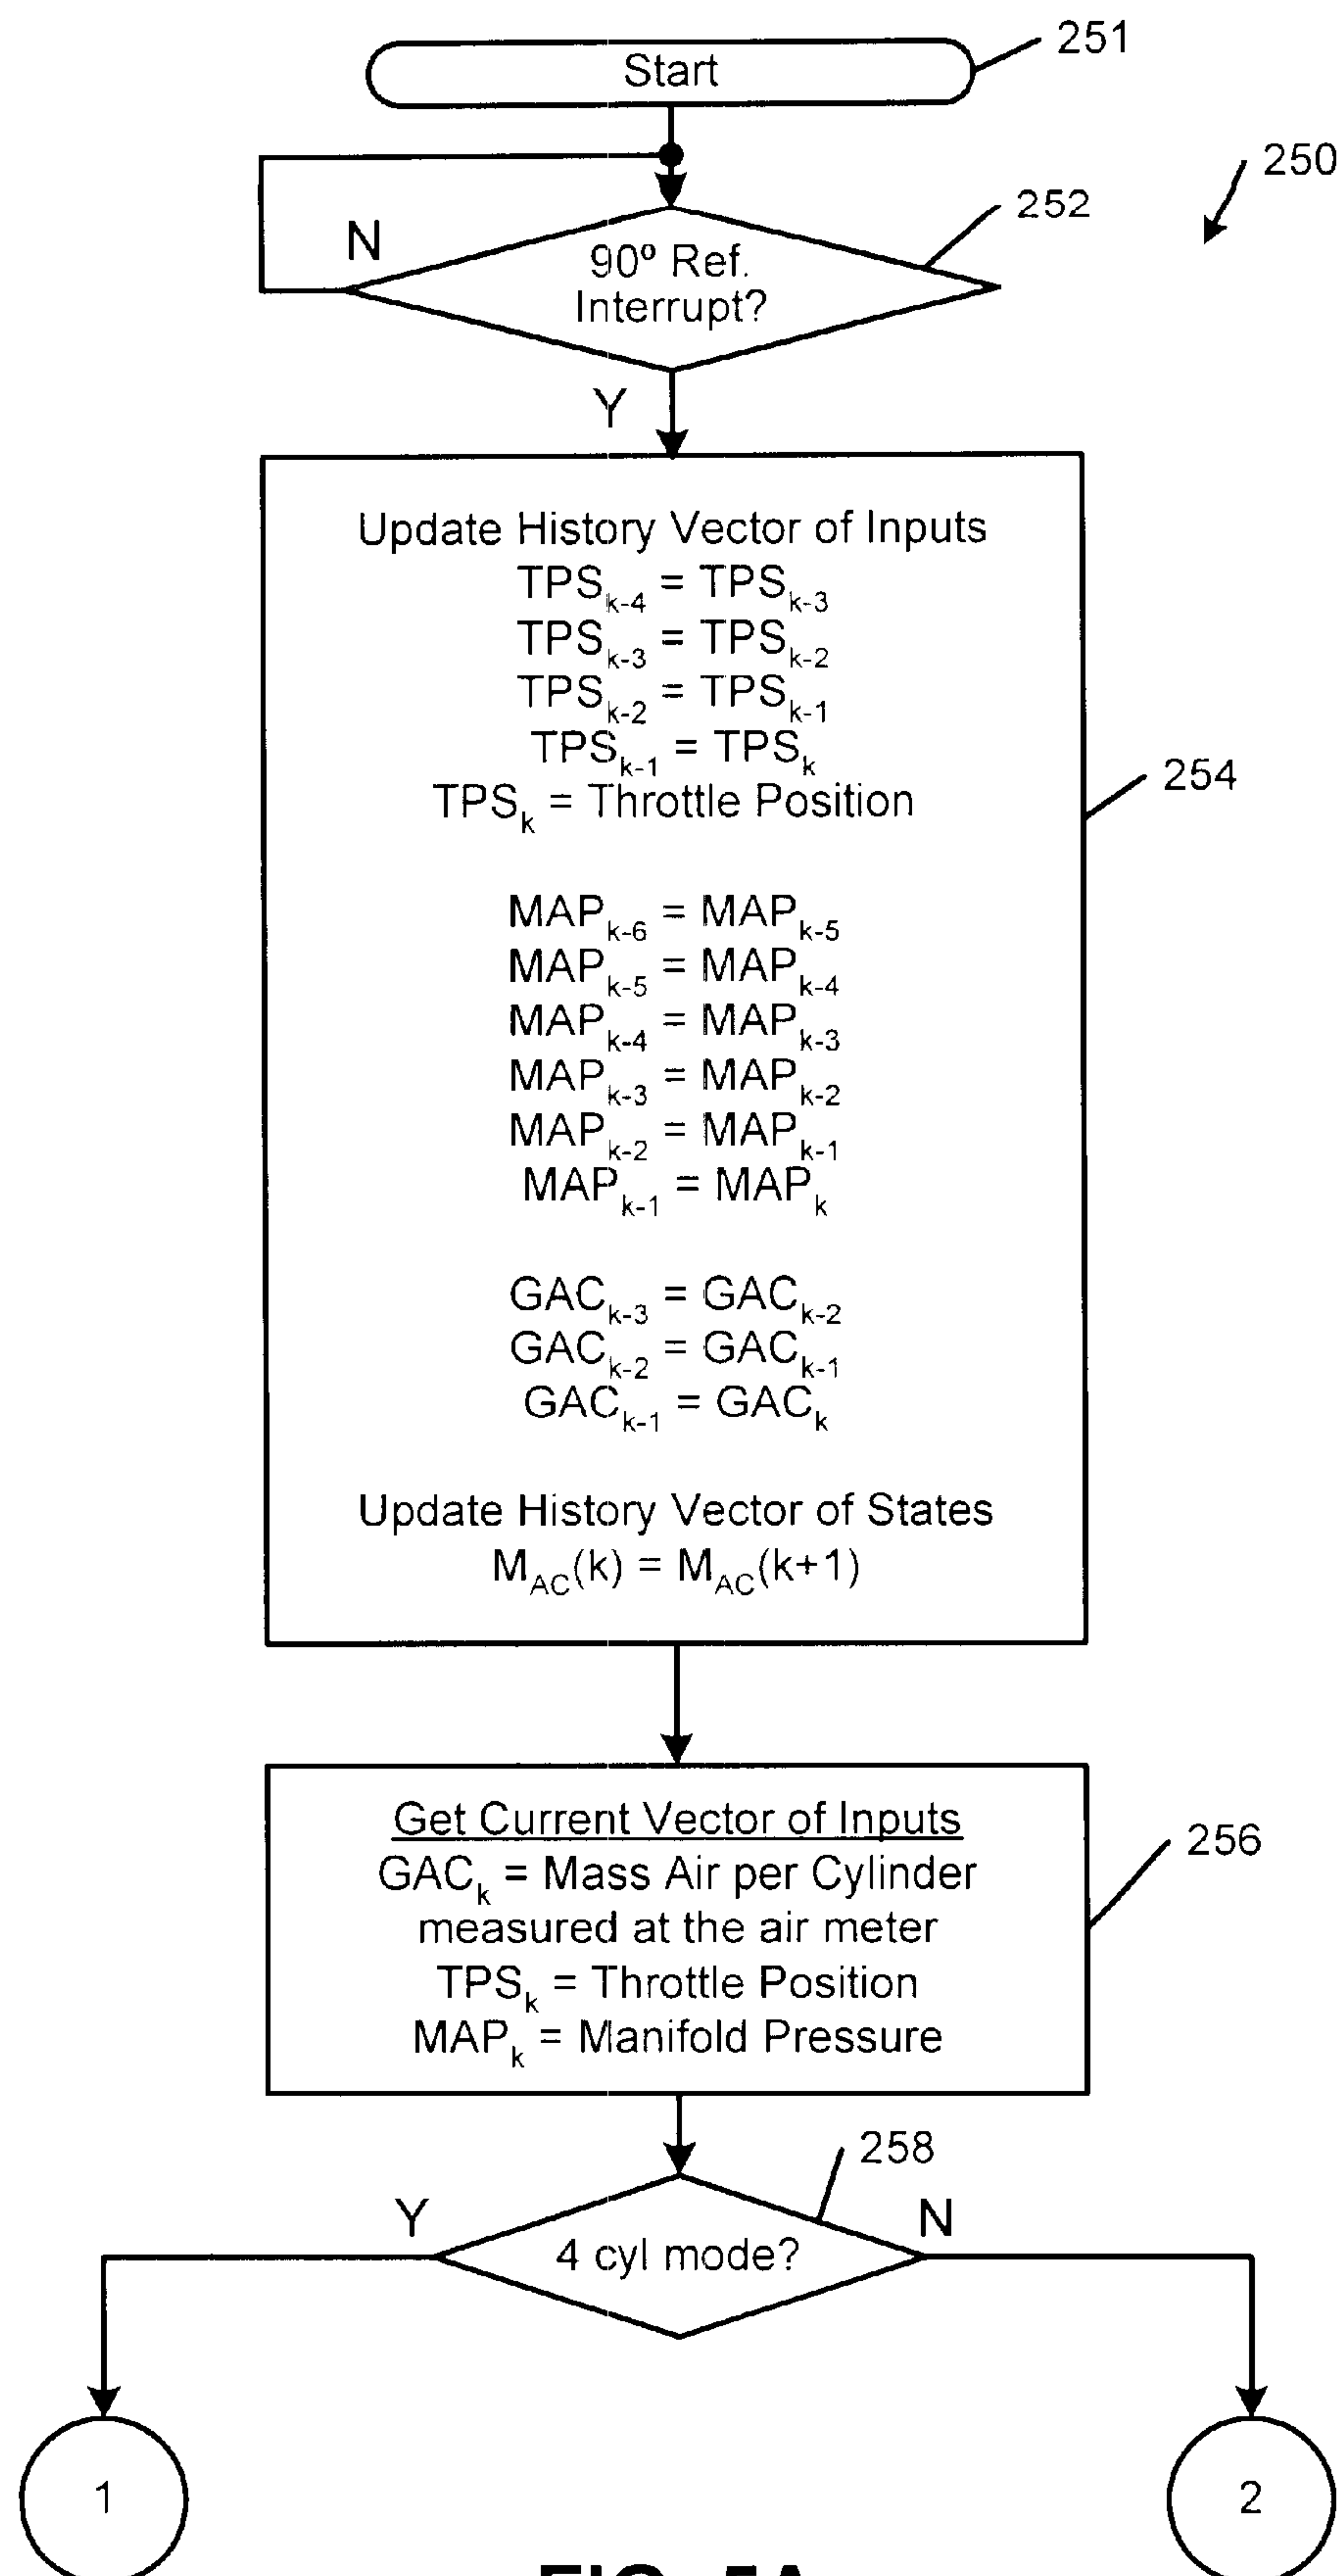 251
Start
250
252
N
90º Ref.
Interrupt?
Y
Update History Vector of Inputs
TPSk-4 = TPSk-3
TPSk-3 = TPSk-2
TPSk-2 = TPSk-1
TPSk-1 = TPSk
TPSk = Throttle Position
254
MAPk-6 = MAPk-5
MAPk-5 = MAPk-4
MAPk-4 = MAPk-3
MAPk-3 = MAPk-2
MAPk-2 = MAPk-1
MAPk-1 = MAPk
GACk-3 = GACk-2
GACk-2 = GACk-1
GACk-1 = GACk
Update History Vector of States
MAC(k) = MAC(k+1)
Get Current Vector of Inputs
GACk = Mass Air per Cylinder
measured at the air meter
TPSk = Throttle Position
MAPk = Manifold Pressure
256
258
Y
N
4 cyl mode?
1
2
FIG. 5A